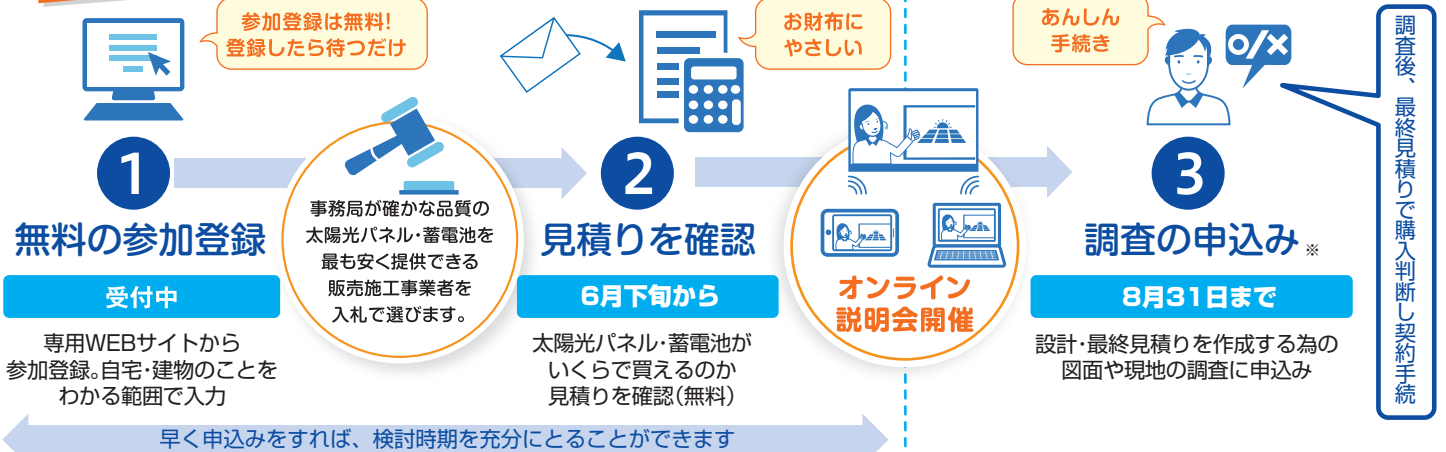 参加登録は無料!
登録したら待つだけ
1
無料の参加登録
受付中
専用WEBサイトから
参加登録。自宅・建物のことを
わかる範囲で入力
事務局が確かな品質の
太陽光パネル・蓄電池を
最も安く提供できる
販売施工事業者を
入札で選びます。
お財布に
やさしい
2
見積りを確認
6月下旬から
太陽光パネル・蓄電池が
いくらで買えるのか
見積りを確認(無料)
オンライン
説明会開催
あんしん
手続き
○/×
3
調査の申込み※
8月31日まで
設計・最終見積りを作成する為の
図面や現地の調査に申込み
調査後、最終見積りで購入判断し契約手続
早く申込みをすれば、検討時期を充分にとることができます